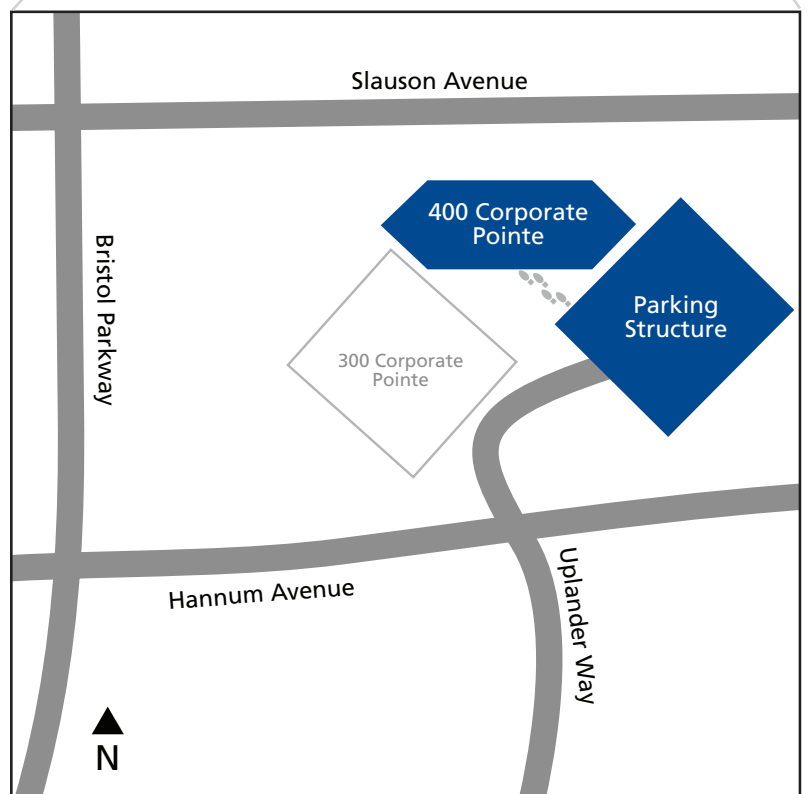 Slauson Avenue
400 Corporate
Pointe
Bristol Parkway
Parking
Structure
300 Corporate
Pointe
Hannum Avenue
Uplander Way
N